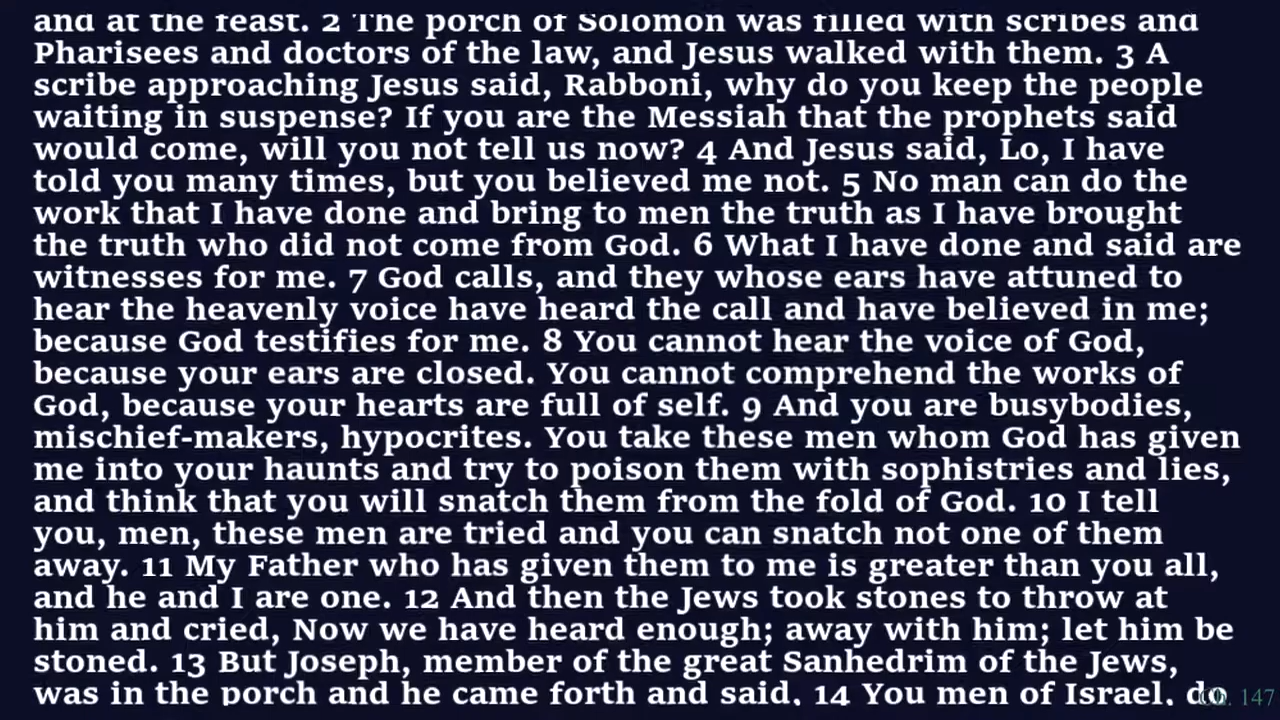 and at the feast. 2 The porch of Solomon was filled with scribes and
Pharisees and doctors of the law, and Jesus walked with them. 3 A
scribe approaching Jesus said, Rabboni, why do you keep the people
waiting in suspense? If you are the Messiah that the prophets said
would come, will you not tell us now? 4 And Jesus said, Lo, I have
told you many times, but you believed me not. 5 No man can do the
work that I have done and bring to men the truth as I have brought
the truth who did not come from God. 6 What I have done and said are
witnesses for me. 7 God calls, and they whose ears have attuned to
hear the heavenly voice have heard the call and have believed in me;
because God testifies for me. 8 You cannot hear the voice of God,
because your ears are closed. You cannot comprehend the works of
God, because your hearts are full of self. 9 And you are busybodies,
mischief-makers, hypocrites. You take these men whom God has given
me into your haunts and try to poison them with sophistries and lies,
and think that you will snatch them from the fold of God. 10 I tell
you, men, these men are tried and you can snatch not one of them
away. 11 My Father who has given them to me is greater than you all,
and he and I are one. 12 And then the Jews took stones to throw at
him and cried, Now we have heard enough; away with him; let him be
stoned. 13 But Joseph, member of the great Sanhedrim of the Jews,
was in the porch and he came forth and said, 14 You men of Israel, do
Ch. 147